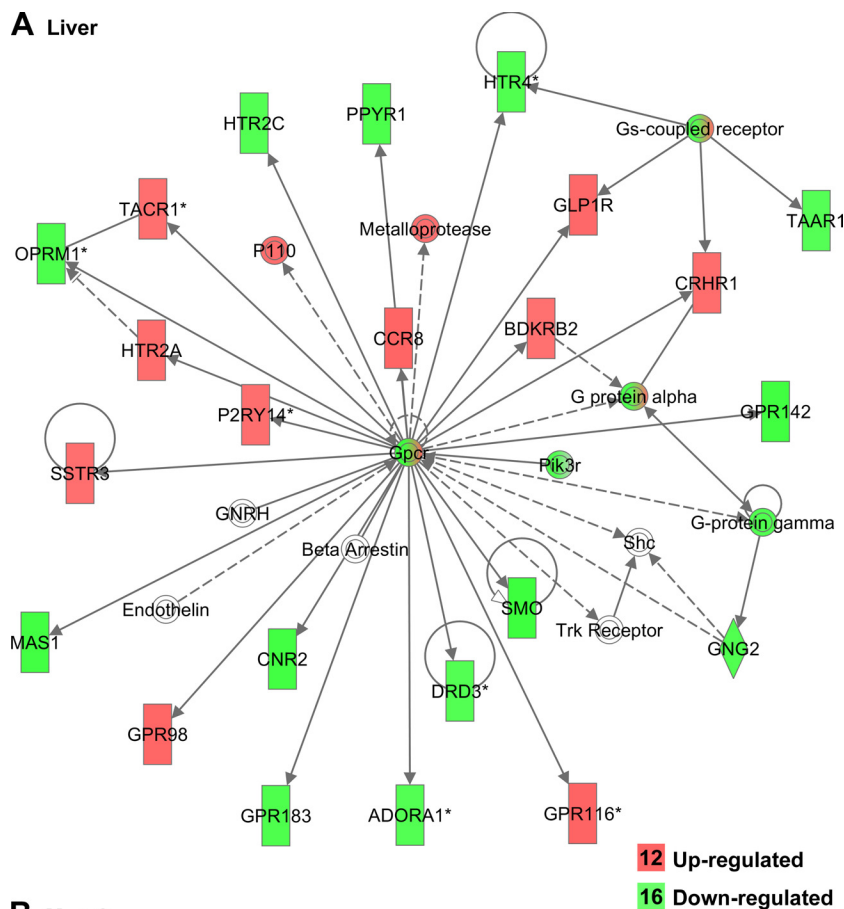 A Liver
HTR4*
PPYR1
HTR2C
Gs-coupled receptor
TACR1*
GLP1R
TAAR1
Metalloprotease
OPRM1*
P110
CRHR1
BDKRB2
CCR8
HTR2A
G protein alpha
P2RY14*
GPR142
Gpcr
Pik3r
SSTR3
GNRH
G-protein gamma
Beta Arrestin
Shc
Endothelin
SMO
Trk Receptor
MAS1
GNG2
CNR2
DRD3*
GPR98
GPR183
ADORA1*
GPR116*
12 Up-regulated
16 Down-regulated